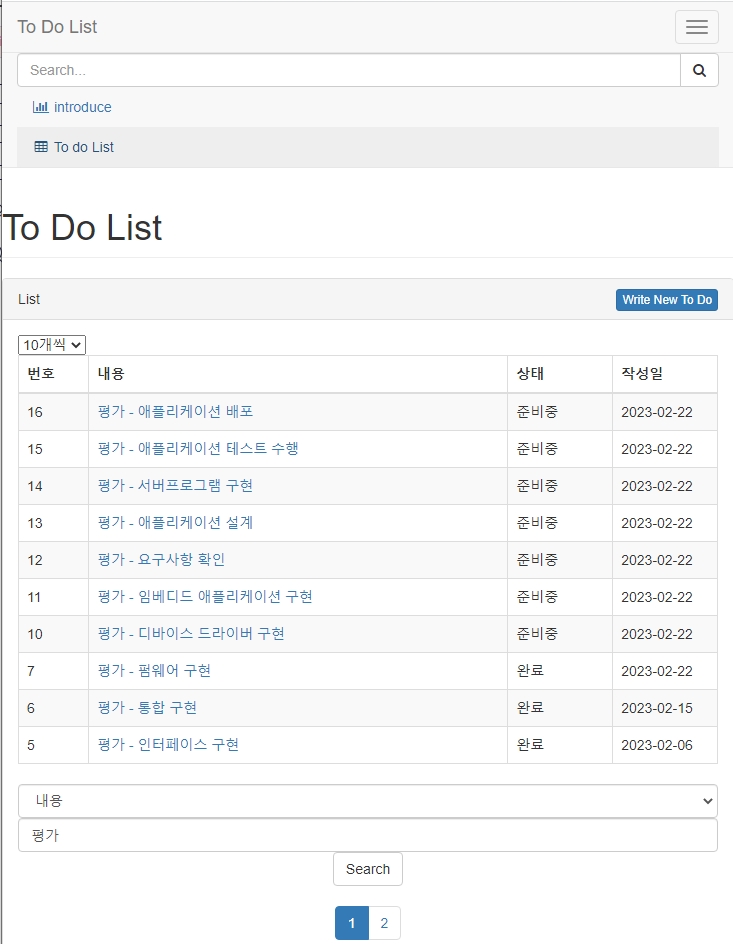 To Do List
Search...
introduce
To do List
To Do List
List Write New To Do
10개씩
번호 내용 상태 작성일
16 평가 - 애플리케이션 배포 준비중 2023-02-22
15 평가 - 애플리케이션 테스트 수행 준비중 2023-02-22
14 평가 - 서버프로그램 구현 준비중 2023-02-22
13 평가 - 애플리케이션 설계 준비중 2023-02-22
12 평가 - 요구사항 확인 준비중 2023-02-22
11 평가 - 임베디드 애플리케이션 구현 준비중 2023-02-22
10 평가 - 디바이스 드라이버 구현 준비중 2023-02-22
7 평가 - 펌웨어 구현 완료 2023-02-22
6 평가 - 통합 구현 완료 2023-02-15
5 평가 - 인터페이스 구현 완료 2023-02-06
내용
평가
Search
1 2